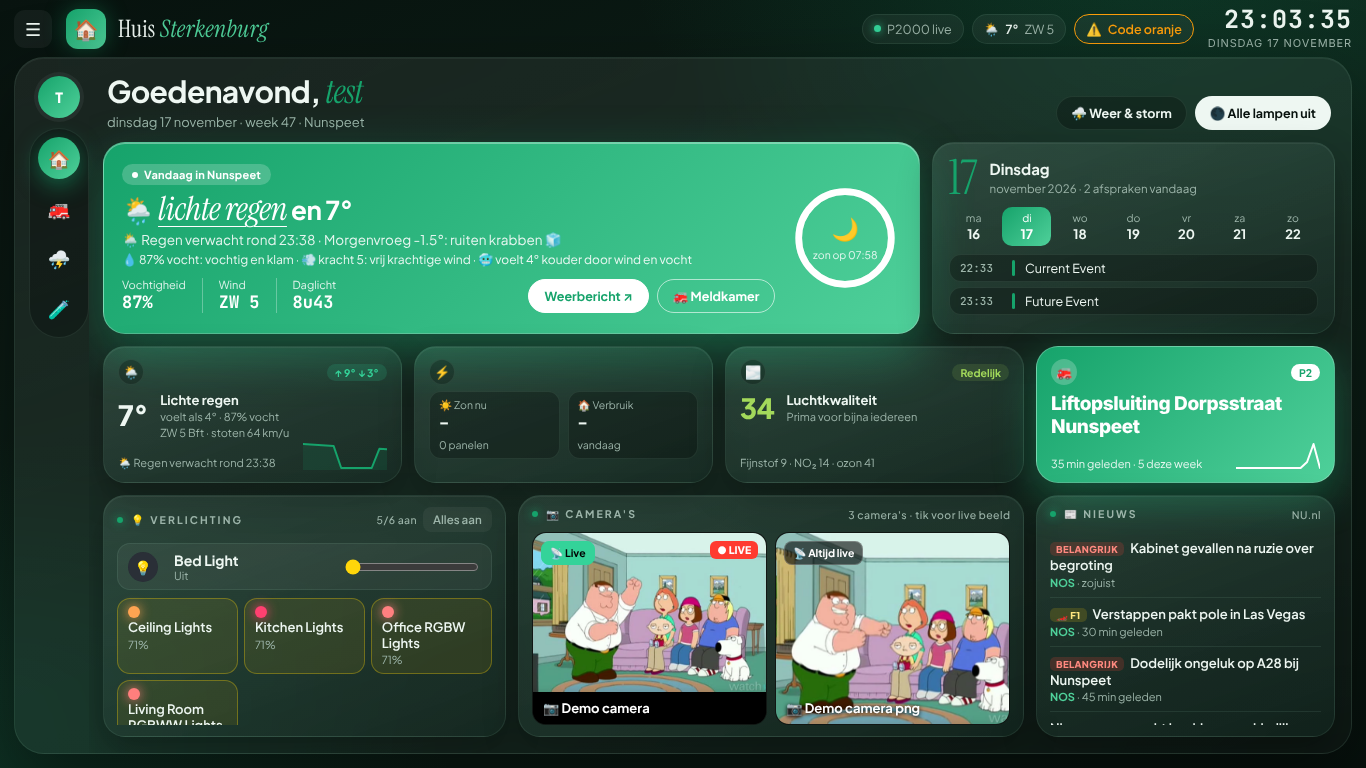 Huis Sterkenburg
P2000 live
7° ZW 5
Code oranje
23:03:35
DINSDAG 17 NOVEMBER
T
Goedenavond, test
dinsdag 17 november · week 47 · Nunspeet
Weer & storm
Alle lampen uit
Vandaag in Nunspeet
lichte regen en 7°
Regen verwacht rond 23:38 · Morgenvroeg -1.5°: ruiten krabben
87% vocht: vochtig en klam · kracht 5: vrij krachtige wind · voelt 4° kouder door wind en vocht
Vochtigheid
87%
Wind
ZW 5
Daglicht
8u43
Weerbericht ↗
Meldkamer
zon op 07:58
17
Dinsdag
november 2026 · 2 afspraken vandaag
ma di wo do vr za zo
16 17 18 19 20 21 22
22:33 Current Event
23:33 Future Event
↑9° ↓3°
7°
Lichte regen
voelt als 4° · 87% vocht
ZW 5 Bft · stoten 64 km/u
Regen verwacht rond 23:38
Zon nu
–
0 panelen
Verbruik
–
vandaag
Redelijk
34
Luchtkwaliteit
Prima voor bijna iedereen
Fijnstof 9 · NO₂ 14 · ozon 41
P2
Liftopsluiting Dorpsstraat
Nunspeet
35 min geleden · 5 deze week
VERLICHTING
5/6 aan
Alles aan
Bed Light
Uit
Ceiling Lights
71%
Kitchen Lights
71%
Office RGBW
Lights
71%
Living Room
RGBWW Lights
CAMERA'S
3 camera's · tik voor live beeld
Live
LIVE
watch
Demo camera
Altijd live
Demo camera png
wa
NIEUWS
NU.nl
BELANGRIJK Kabinet gevallen na ruzie over
begroting
NOS · zojuist
F1 Verstappen pakt pole in Las Vegas
NOS · 30 min geleden
BELANGRIJK Dodelijk ongeluk op A28 bij
Nunspeet
NOS · 45 min geleden